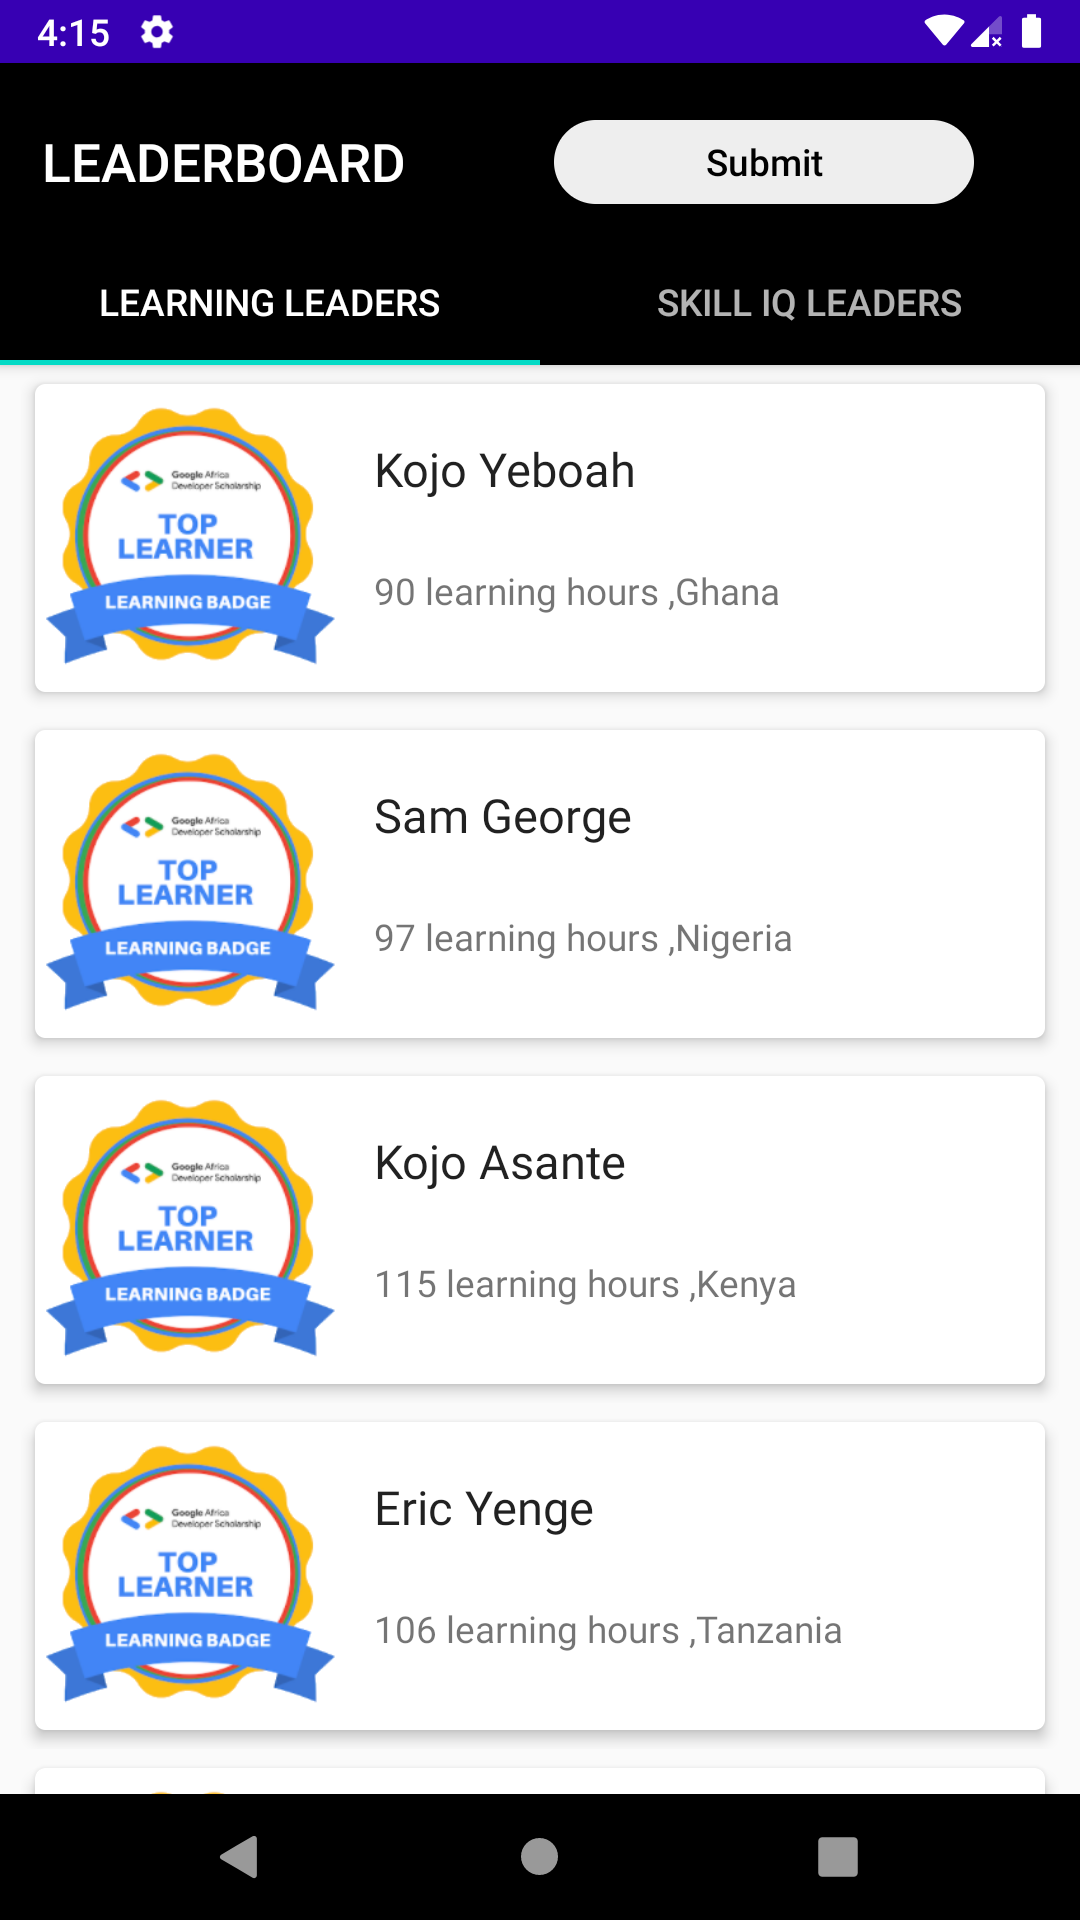 4:15
LEADERBOARD
Submit
LEARNING LEADERS
SKILL IQ LEADERS
Google Africa
Developer Scholarship
TOP
LEARNER
LEARNING BADGE
Kojo Yeboah
90 learning hours ,Ghana
Google Africa
Developer Scholarship
TOP
LEARNER
LEARNING BADGE
Sam George
97 learning hours ,Nigeria
Google Africa
Developer Scholarship
TOP
LEARNER
LEARNING BADGE
Kojo Asante
115 learning hours ,Kenya
Google Africa
Developer Scholarship
TOP
LEARNER
LEARNING BADGE
Eric Yenge
106 learning hours ,Tanzania